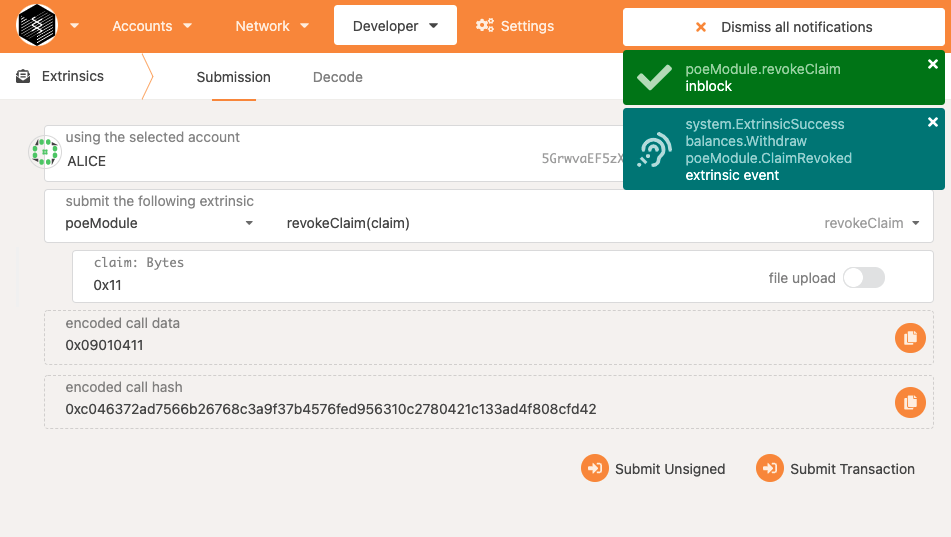 Accounts
Network
Developer
Settings
Dismiss all notifications
poeModule.revokeClaim
inblock
system.ExtrinsicSuccess
balances.Withdraw
poeModule.ClaimRevoked
extrinsic event
Extrinsics
Submission
Decode
using the selected account
ALICE
5GrwvaEF5zX
submit the following extrinsic
poeModule
revokeClaim(claim)
revokeClaim
claim: Bytes
0x11
file upload
encoded call data
0x09010411
encoded call hash
0xc046372ad7566b26768c3a9f37b4576fed956310c2780421c133ad4f808cfd42
Submit Unsigned
Submit Transaction